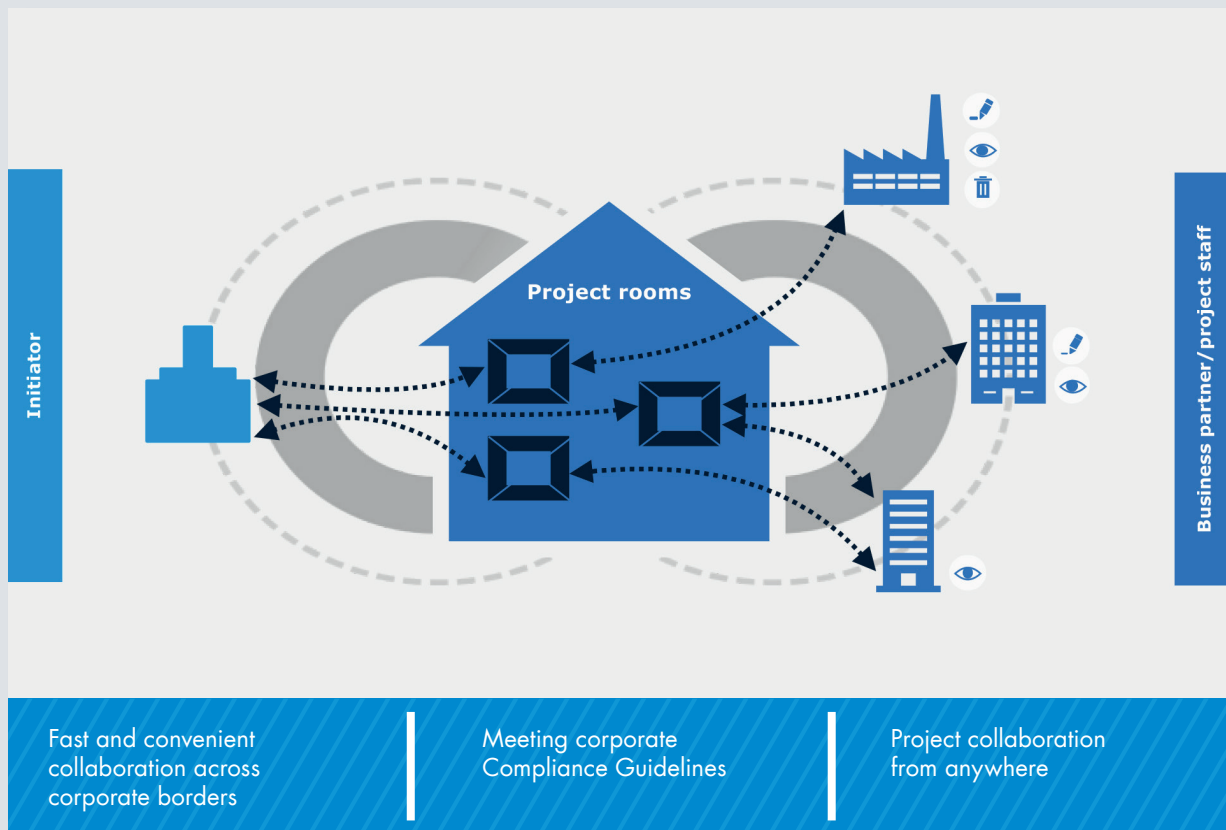 Initiator
Project rooms
Business partner/project staff
Fast and convenient
collaboration across
corporate borders
Meeting corporate
Compliance Guidelines
Project collaboration
from anywhere